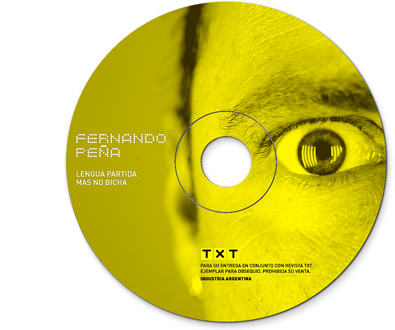 FERNANDO
PEÑA
LENGUA PARTIDA
MAS NO BICHA
TXT
PARA SU ENTREGA EN CONJUNTO CON REVISTA TXT.
EJEMPLAR PARA OBSEQUIO. PROHIBIDA SU VENTA.
INDUSTRIA ARGENTINA